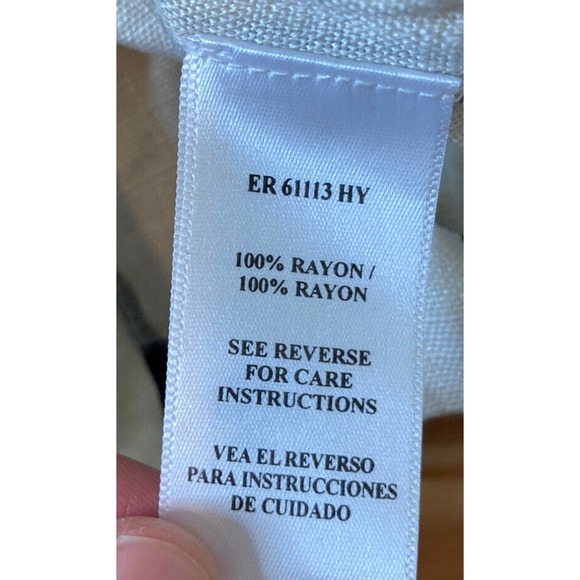 ER 61113 HY
100% RAYON /
100% RAYON
SEE REVERSE
FOR CARE
INSTRUCTIONS
VEA EL REVERSO
PARA INSTRUCCIONES
DE CUIDADO